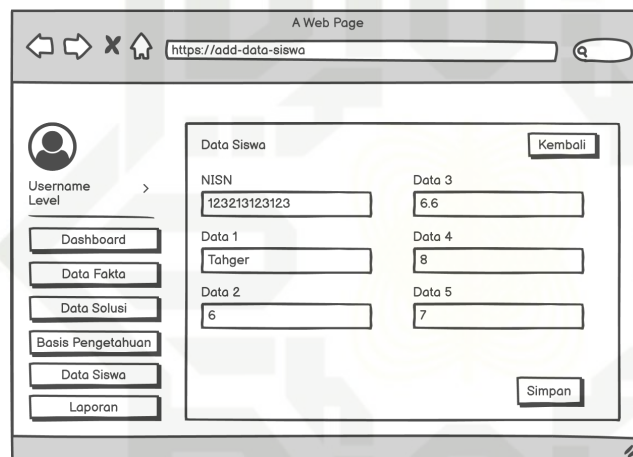 A Web Page
https://add-data-siswa
Username
Level
Dashboard
Data Fakta
Data Solusi
Basis Pengetahuan
Data Siswa
Laporan
Data Siswa
Kembali
NISN
123213123123
Data 1
Tahger
Data 2
6
Data 3
6.6
Data 4
8
Data 5
7
Simpan